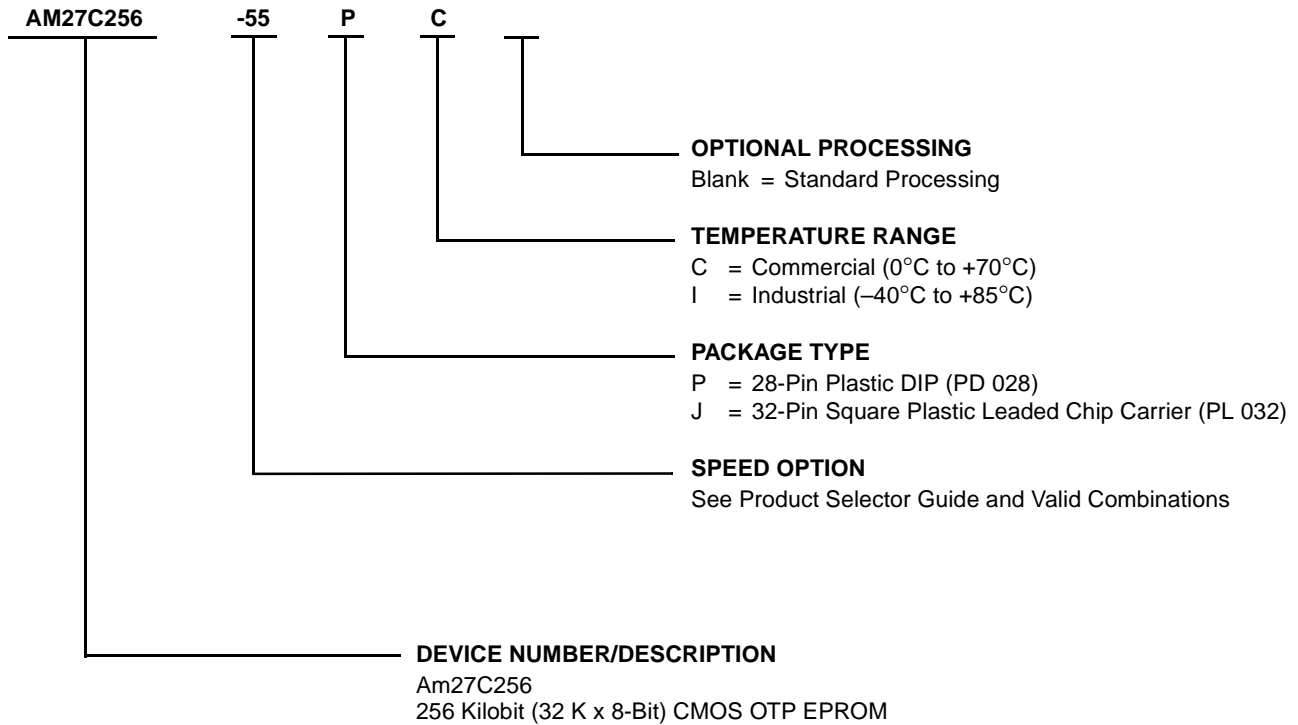 AM27C256 -55 P C
OPTIONAL PROCESSING
Blank = Standard Processing
TEMPERATURE RANGE
C = Commercial (0°C to +70°C)
I = Industrial (–40°C to +85°C)
PACKAGE TYPE
P = 28-Pin Plastic DIP (PD 028)
J = 32-Pin Square Plastic Leaded Chip Carrier (PL 032)
SPEED OPTION
See Product Selector Guide and Valid Combinations
DEVICE NUMBER/DESCRIPTION
Am27C256
256 Kilobit (32 K x 8-Bit) CMOS OTP EPROM